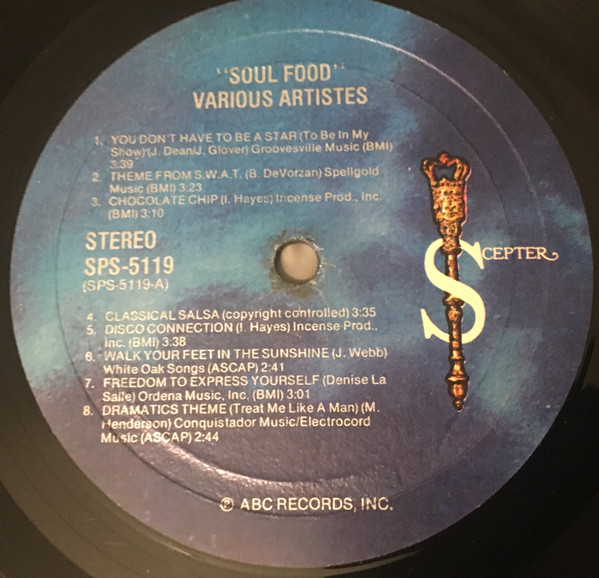 "SOUL FOOD"
VARIOUS ARTISTES
1. YOU DON'T HAVE TO BE A STAR (To Be In My
Show) (J. Dean/J. Glover) Groovesville Music (BMI)
3:39
2. THEME FROM S.W.A.T. (B. DeVorzan) Spellgold
Music (BMI) 3:23
3. CHOCOLATE CHIP (I. Hayes) Incense Prod., Inc.
(BMI) 3:10
STEREO
SPS-5119
(SPS-5119-A)
SCEPTER
4. CLASSICAL SALSA (copyright controlled) 3:35
5. DISCO CONNECTION (I. Hayes) Incense Prod.,
Inc. (BMI) 3:38
6. WALK YOUR FEET IN THE SUNSHINE (J. Webb)
White Oak Songs (ASCAP) 2:41
7. FREEDOM TO EXPRESS YOURSELF (Denise La
Salle) Ordena Music, Inc. (BMI) 3:01
8. DRAMATICS THEME (Treat Me Like A Man) (M.
Henderson) Conquistador Music/Electrocord
Music (ASCAP) 2:44
℗ ABC RECORDS, INC.